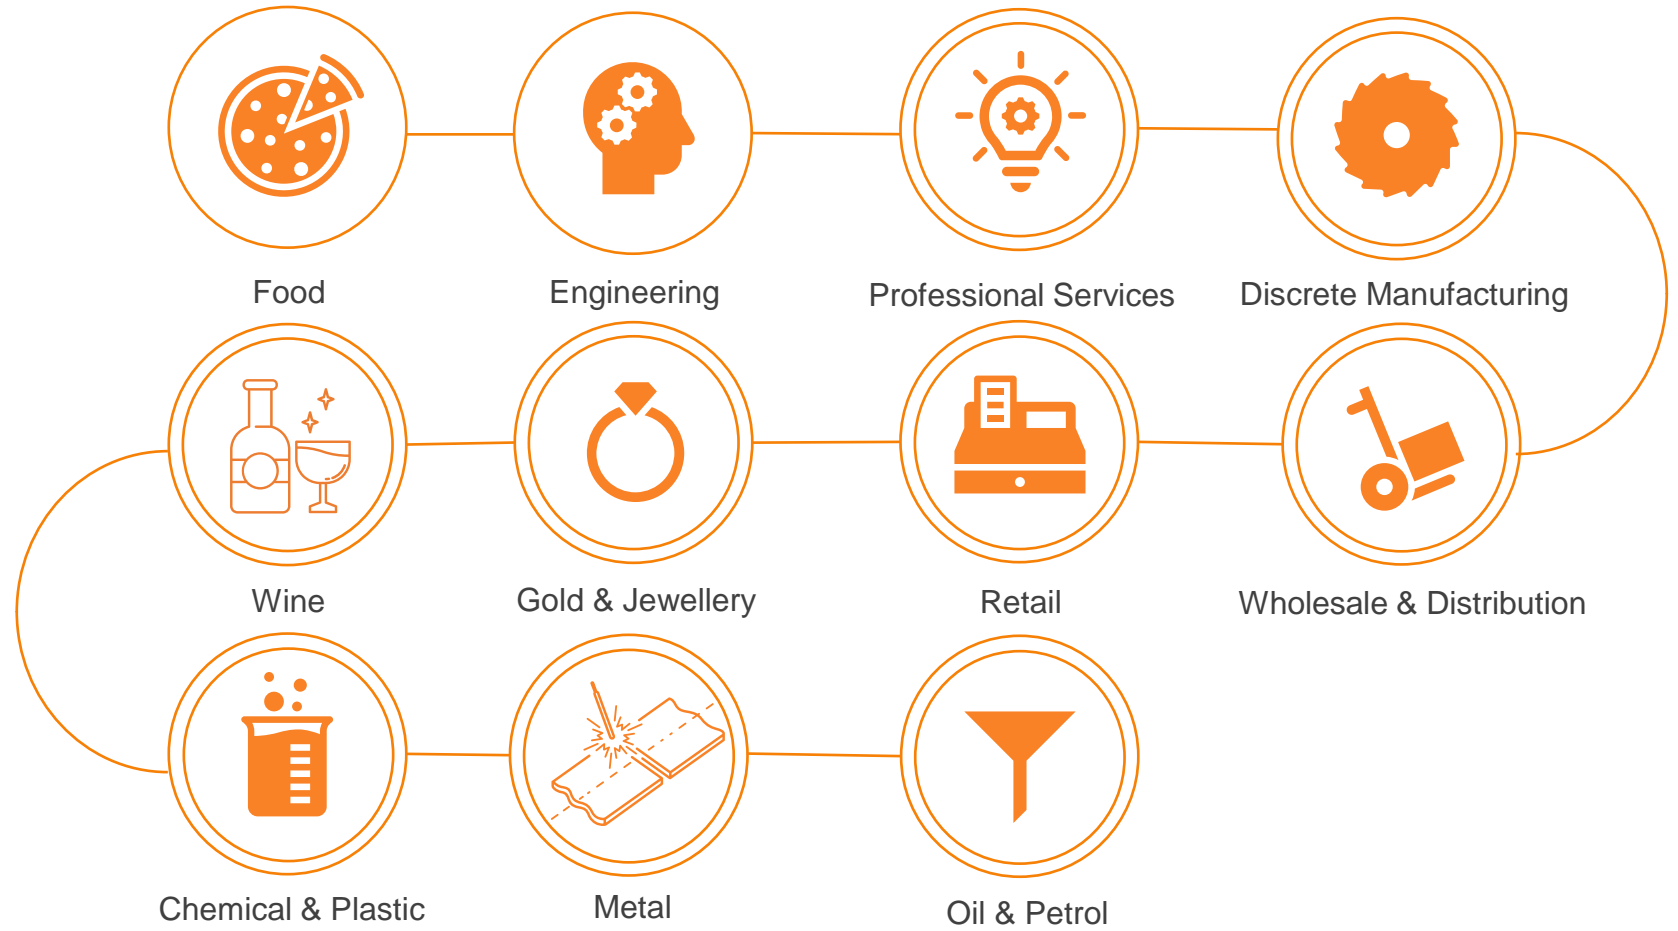 Food
Engineering
Professional Services
Discrete Manufacturing
Wine
Gold & Jewellery
Retail
Wholesale & Distribution
Chemical & Plastic
Metal
Oil & Petrol